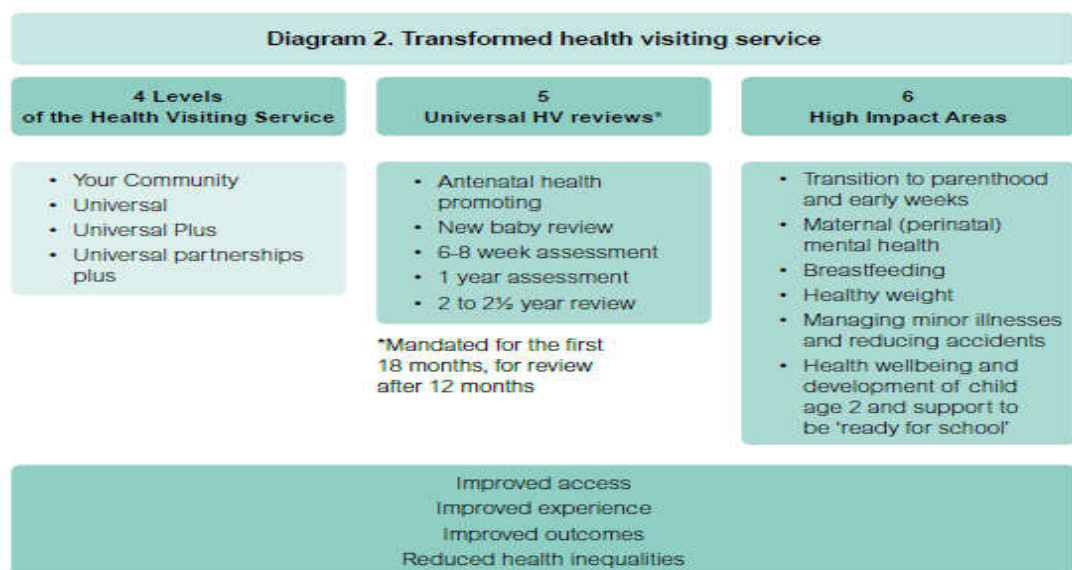 Diagram 2. Transformed health visiting service
4 Levels
of the Health Visiting Service
• Your Community
• Universal
• Universal Plus
• Universal partnerships
plus
5
Universal HV reviews*
• Antenatal health
promoting
• New baby review
• 6-8 week assessment
• 1 year assessment
• 2 to 2½ year review
*Mandated for the first
18 months, for review
after 12 months
6
High Impact Areas
• Transition to parenthood
and early weeks
• Maternal (perinatal)
mental health
• Breastfeeding
• Healthy weight
• Managing minor illnesses
and reducing accidents
• Health wellbeing and
development of child
age 2 and support to
be ‘ready for school’
Improved access
Improved experience
Improved outcomes
Reduced health inequalities